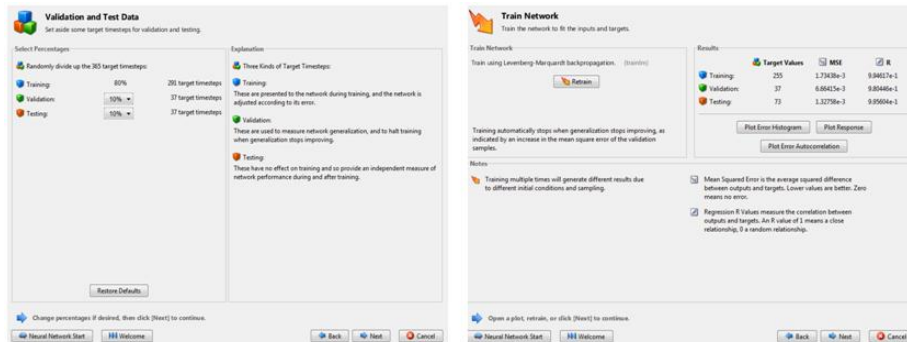 Validation and Test Data
Set aside some target timesteps for validation and testing.
Select Percentages
Randomly divide up the 365 target timesteps:
Training: 80% 291 target timesteps
Validation: 10% 37 target timesteps
Testing: 10% 37 target timesteps
Restore Defaults
Explanation
Three Kinds of Target Timesteps:
Training:
These are presented to the network during training, and the network is
adjusted according to its error.
Validation:
These are used to measure network generalization, and to halt training
when generalization stops improving.
Testing:
These have no effect on training and so provide an independent measure of
network performance during and after training.
Change percentages if desired, then click [Next] to continue.
Neural Network Start Welcome Back Next Cancel
Train Network
Train the network to fit the inputs and targets.
Train Network
Train using Levenberg-Marquardt backpropagation. (trainlm)
Retrain
Training automatically stops when generalization stops improving, as
indicated by an increase in the mean square error of the validation
samples.
Results
Target Values MSE R
Training: 255 1.73438e-3 9.94617e-1
Validation: 37 6.66415e-3 9.80446e-1
Testing: 73 1.32758e-3 9.95604e-1
Plot Error Histogram Plot Response
Plot Error Autocorrelation
Notes
Training multiple times will generate different results due
to different initial conditions and sampling.
Mean Squared Error is the average squared difference
between outputs and targets. Lower values are better. Zero
means no error.
Regression R Values measure the correlation between
outputs and targets. An R value of 1 means a close
relationship, 0 a random relationship.
Open a plot, retrain, or click [Next] to continue.
Neural Network Start Welcome Back Next Cancel